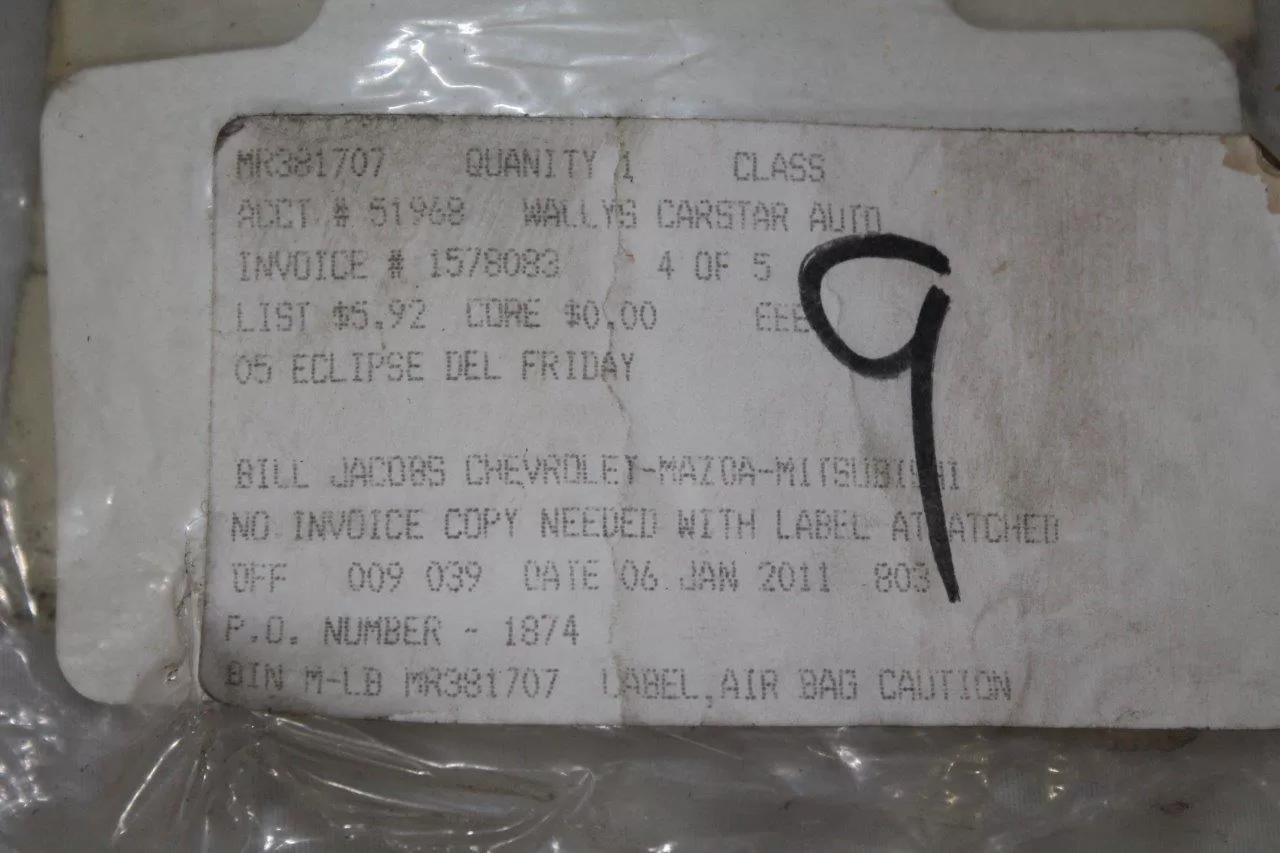 MR381707 QUANITY 1 CLASS
ACCT # 51968 WALLYS CARSTAR AUTO
INVOICE # 1578083 4 OF 5
LIST $5.92 CORE $0.00 EEE
05 ECLIPSE DEL FRIDAY
9
BILL JACOBS CHEVROLET-MAZDA-MITSUBISHI
NO INVOICE COPY NEEDED WITH LABEL ATTATCHED
OFF 009 039 DATE 06 JAN 2011 803
P.O. NUMBER - 1874
BIN M-LB MR381707 LABEL,AIR BAG CAUTION